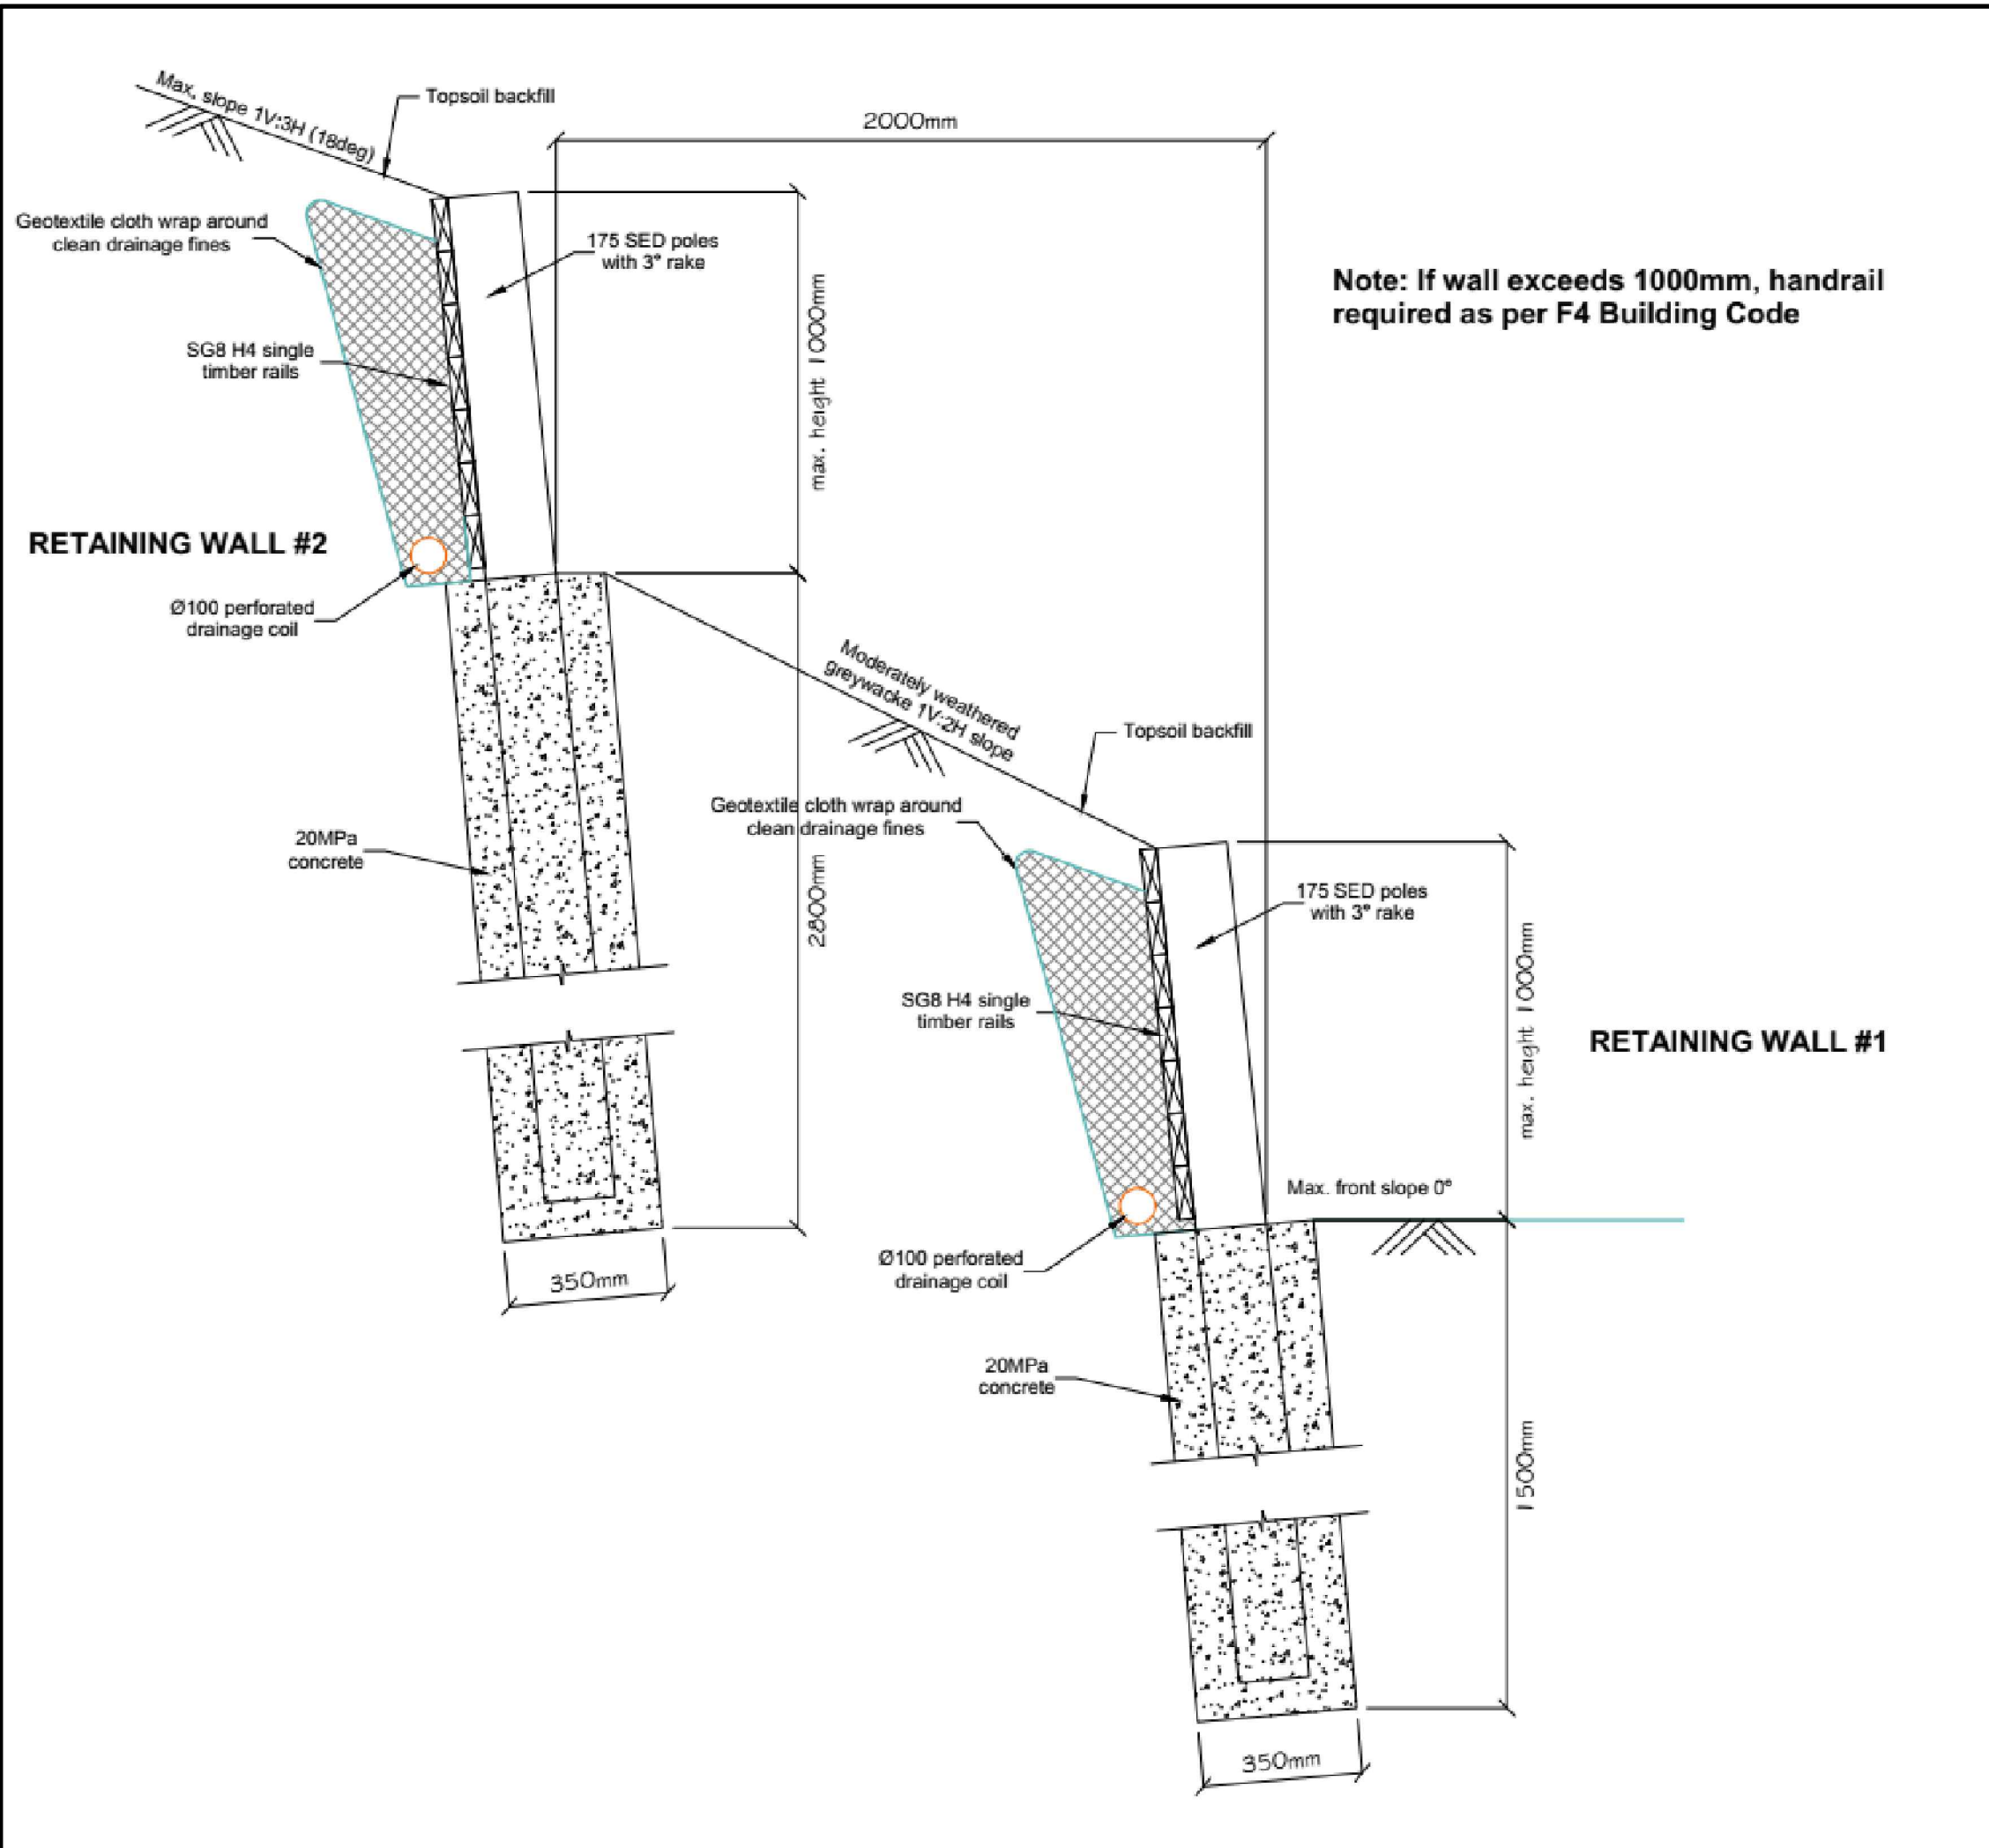 Max. slope 1V:3H (18deg)
Topsoil backfill
2000mm
Geotextile cloth wrap around
clean drainage fines
175 SED poles
with 3° rake
max. height 1000mm
Note: If wall exceeds 1000mm, handrail
required as per F4 Building Code
SG8 H4 single
timber rails
RETAINING WALL #2
Ø100 perforated
drainage coil
Moderately weathered
greywacke 1V:2H slope
Topsoil backfill
Geotextile cloth wrap around
clean drainage fines
20MPa
concrete
2800mm
175 SED poles
with 3° rake
max. height 1000mm
SG8 H4 single
timber rails
RETAINING WALL #1
Max. front slope 0°
Ø100 perforated
drainage coil
350mm
20MPa
concrete
1500mm
350mm